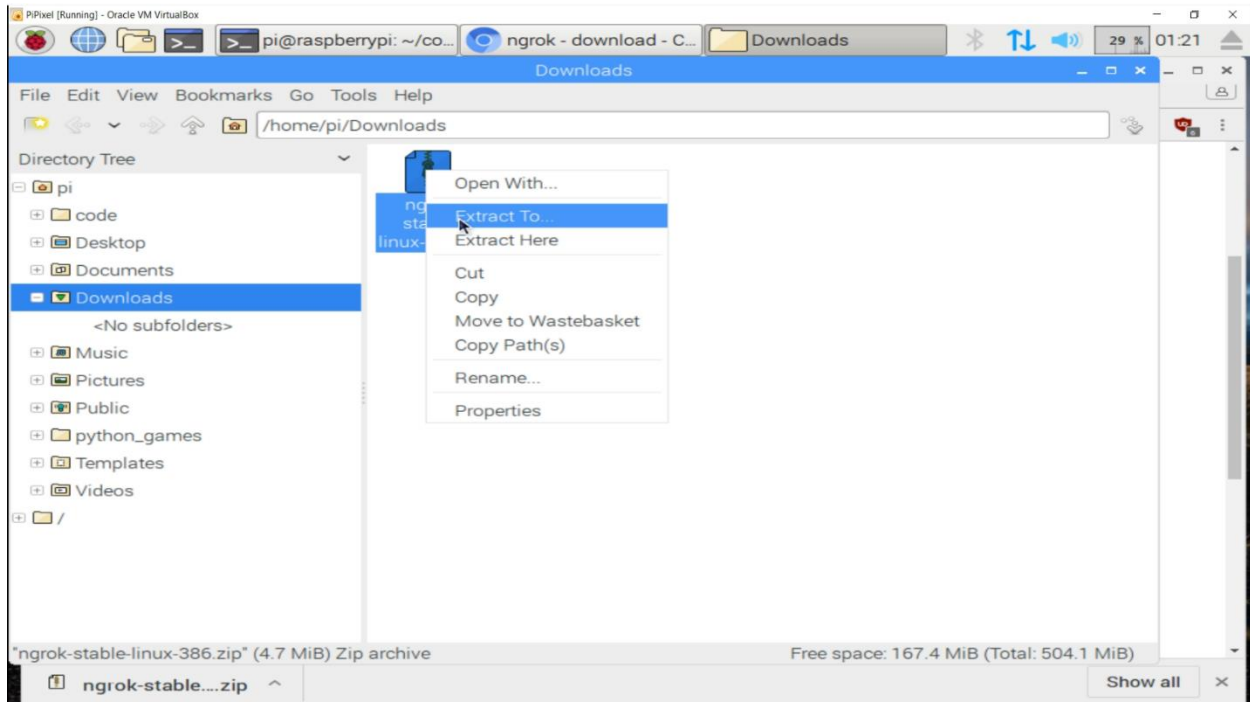 PiPixel [Running] - Oracle VM VirtualBox
pi@raspberrypi: ~/co... ngrok - download - C... Downloads 29 % 01:21
Downloads
File Edit View Bookmarks Go Tools Help
/home/pi/Downloads
Directory Tree
pi
code
Desktop
Documents
Downloads
<No subfolders>
Music
Pictures
Public
python_games
Templates
Videos
/
ng
sta
linux-
Open With...
Extract To...
Extract Here
Cut
Copy
Move to Wastebasket
Copy Path(s)
Rename...
Properties
"ngrok-stable-linux-386.zip" (4.7 MiB) Zip archive Free space: 167.4 MiB (Total: 504.1 MiB)
ngrok-stable....zip Show all